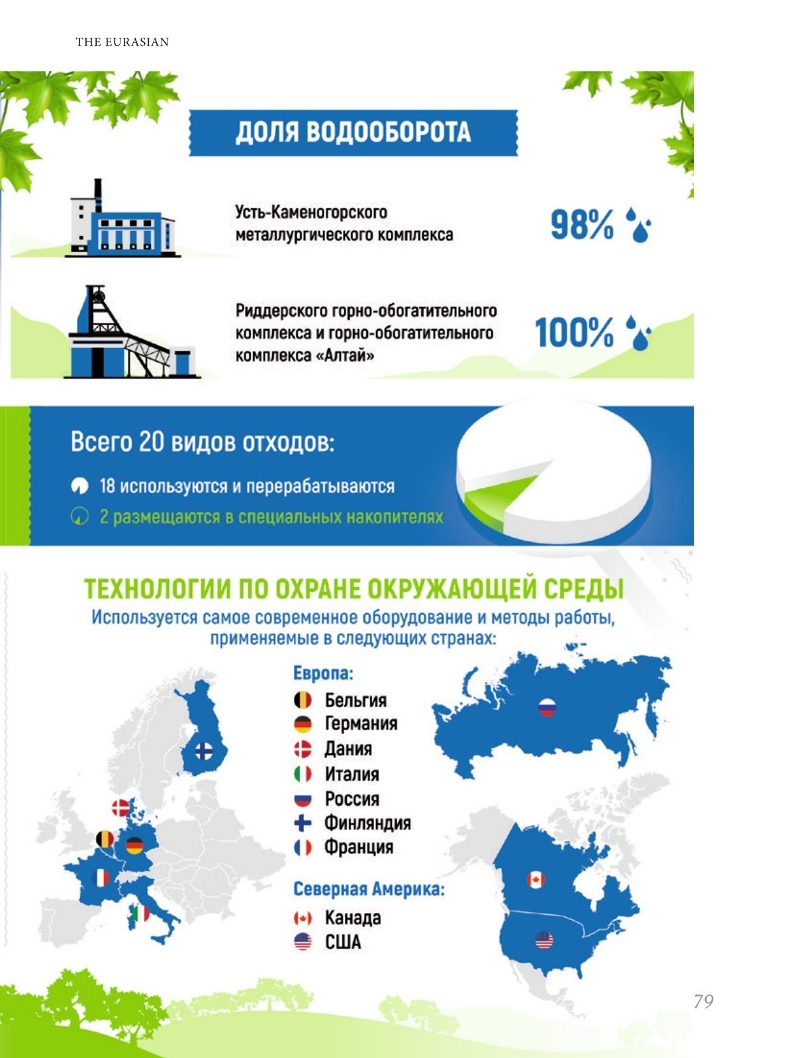 THE EURASIAN
ДОЛЯ ВОДООБОРОТА
Усть-Каменогорского
металлургического комплекса
98%
Риддерского горно-обогатительного
комплекса и горно-обогатительного
комплекса «Алтай»
100%
Всего 20 видов отходов:
18 используются и перерабатываются
2 размещаются в специальных накопителях
ТЕХНОЛОГИИ ПО ОХРАНЕ ОКРУЖАЮЩЕЙ СРЕДЫ
Используется самое современное оборудование и методы работы,
применяемые в следующих странах:
Европа:
Бельгия
Германия
Дания
Италия
Россия
Финляндия
Франция
Северная Америка:
Канада
США
79